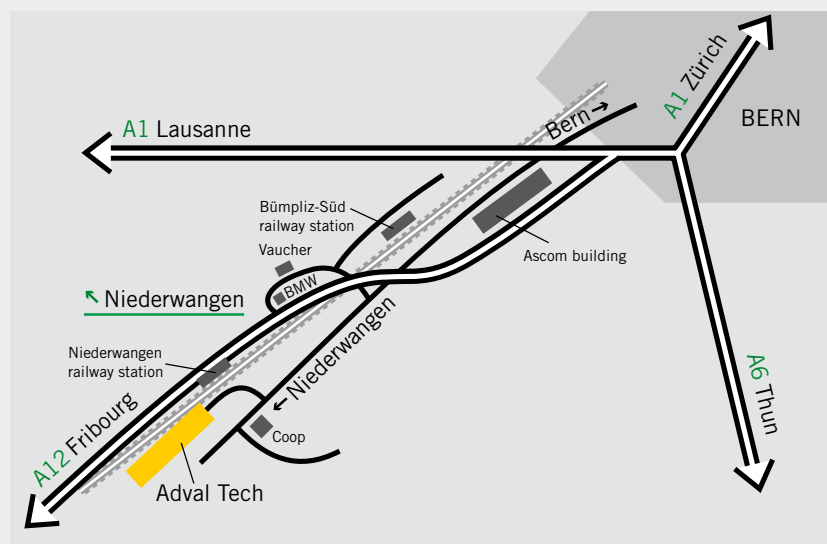 A1 Zürich
BERN
A1 Lausanne
Bern →
Bümpliz-Süd
railway station
Vaucher
Ascom building
BMW
↖ Niederwangen
← Niederwangen
Niederwangen
railway station
A6 Thun
A12 Fribourg
Coop
Adval Tech